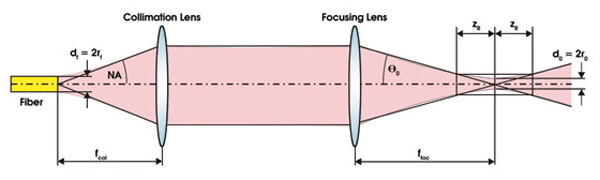 Collimation Lens
Focusing Lens
z_R
z_R
d_f = 2r_f
NA
Θ_0
d_0 = 2r_0
Fiber
f_col
f_foc